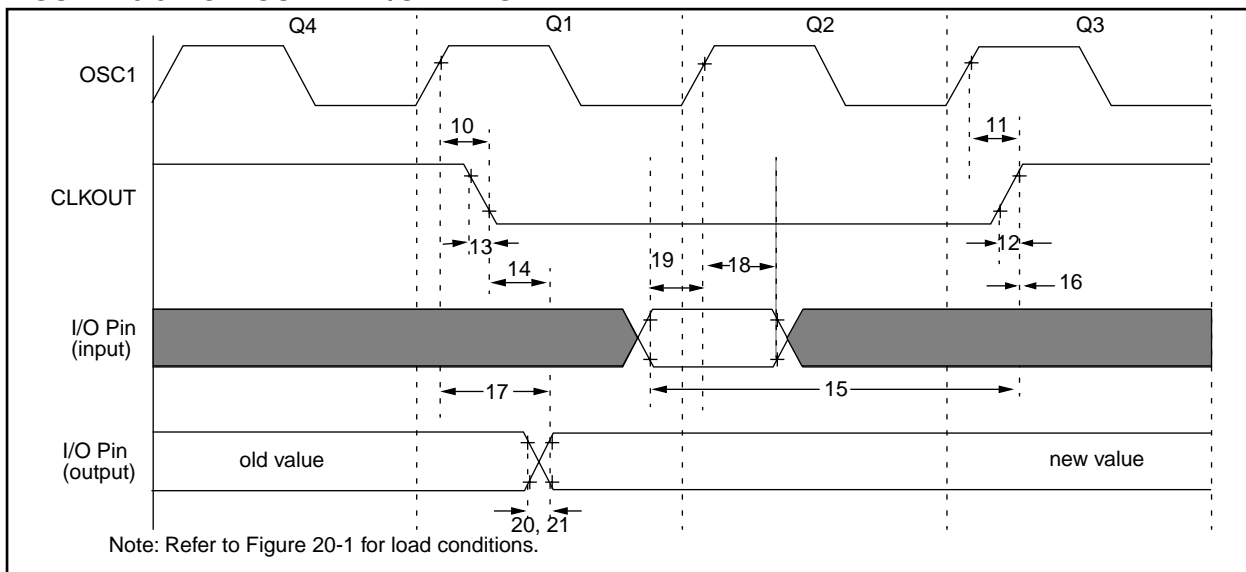 Q4 Q1 Q2 Q3
OSC1
10 11
CLKOUT
13 12
14 19 18 16
I/O Pin
(input)
17 15
I/O Pin
(output)
old value new value
20, 21
Note: Refer to Figure 20-1 for load conditions.